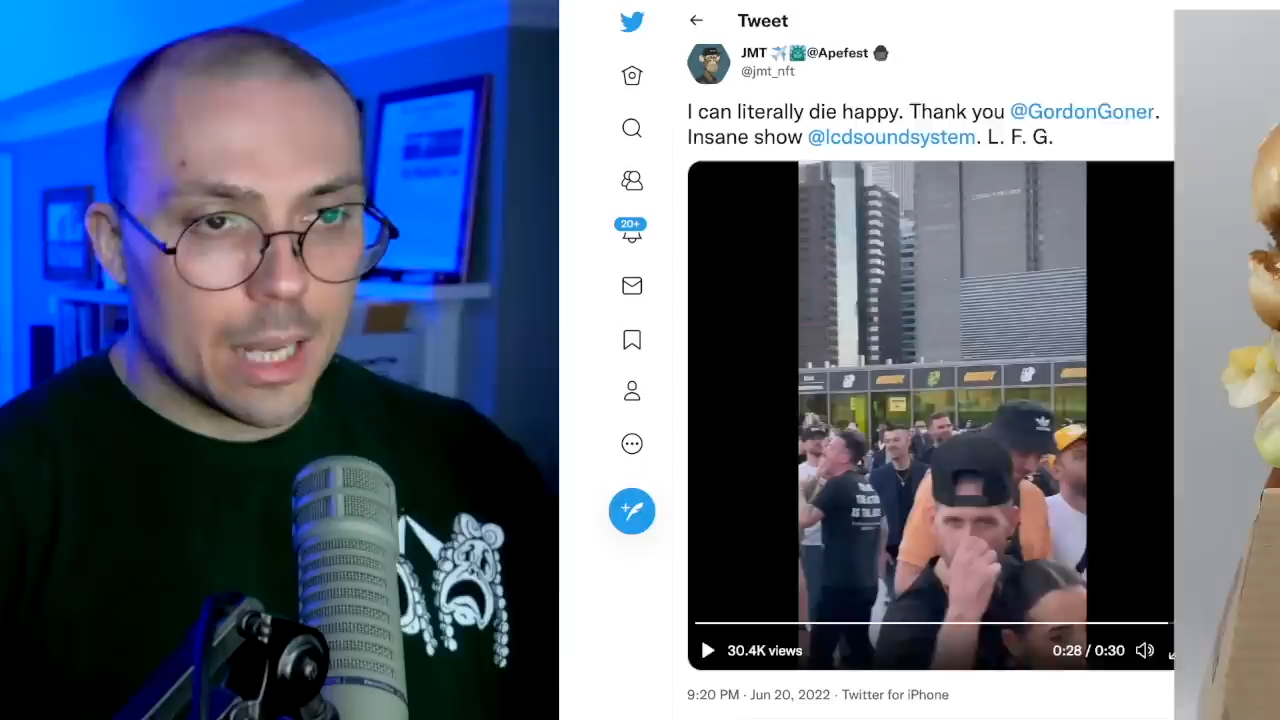 Tweet
JMT @Apefest
@jmt_nft
I can literally die happy. Thank you @GordonGoner.
Insane show @lcdsoundsystem. L. F. G.
20+
30.4K views
0:28 / 0:30
9:20 PM · Jun 20, 2022 · Twitter for iPhone